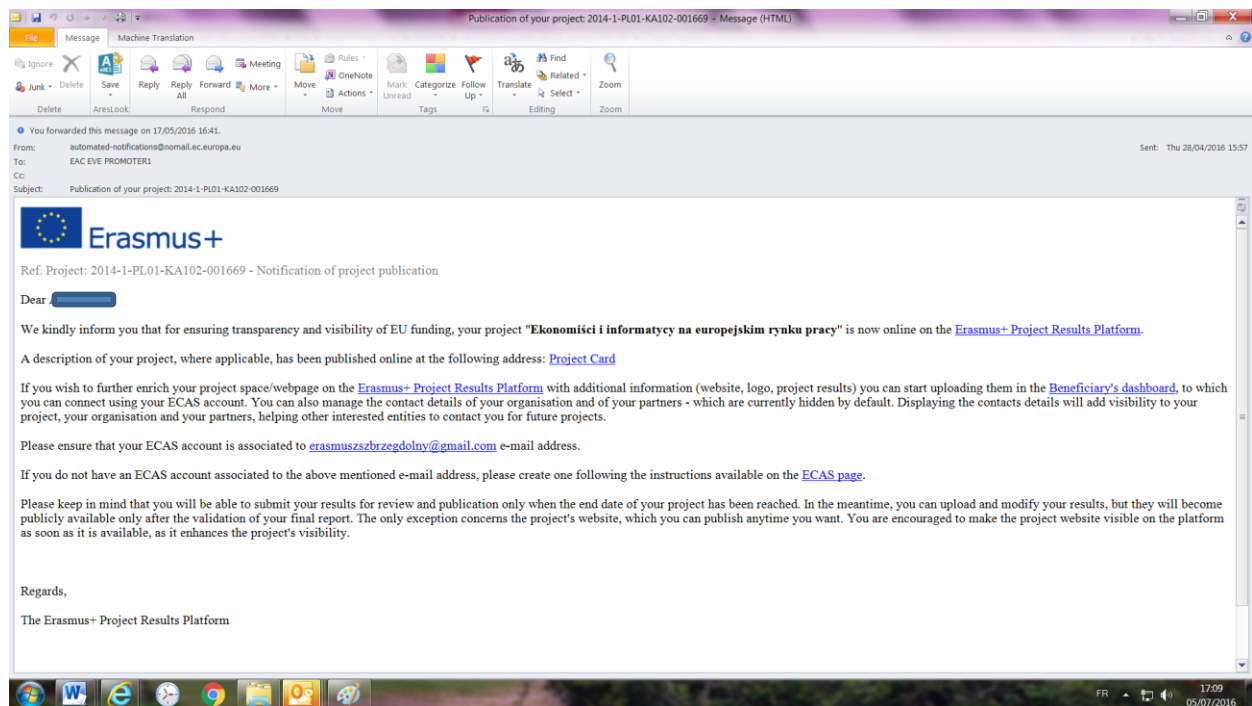 Publication of your project: 2014-1-PL01-KA102-001669 - Message (HTML)
File Message Machine Translation
Ignore Meeting Rules Find
OneNote Related
Junk Delete Save Reply Reply All Forward More Move Actions Mark Unread Categorize Follow Up Translate Select Zoom
Delete AresLook Respond Move Tags Editing Zoom
You forwarded this message on 17/05/2016 16:41.
From: automated-notifications@nomail.ec.europa.eu Sent: Thu 28/04/2016 15:57
To: EAC EVE PROMOTER1
Cc:
Subject: Publication of your project: 2014-1-PL01-KA102-001669
Erasmus+
Ref. Project: 2014-1-PL01-KA102-001669 - Notification of project publication
Dear
We kindly inform you that for ensuring transparency and visibility of EU funding, your project "Ekonomiści i informatycy na europejskim rynku pracy" is now online on the Erasmus+ Project Results Platform.
A description of your project, where applicable, has been published online at the following address: Project Card
If you wish to further enrich your project space/webpage on the Erasmus+ Project Results Platform with additional information (website, logo, project results) you can start uploading them in the Beneficiary's dashboard, to which
you can connect using your ECAS account. You can also manage the contact details of your organisation and of your partners - which are currently hidden by default. Displaying the contacts details will add visibility to your
project, your organisation and your partners, helping other interested entities to contact you for future projects.
Please ensure that your ECAS account is associated to erasmuszszbrzegdolny@gmail.com e-mail address.
If you do not have an ECAS account associated to the above mentioned e-mail address, please create one following the instructions available on the ECAS page.
Please keep in mind that you will be able to submit your results for review and publication only when the end date of your project has been reached. In the meantime, you can upload and modify your results, but they will become
publicly available only after the validation of your final report. The only exception concerns the project's website, which you can publish anytime you want. You are encouraged to make the project website visible on the platform
as soon as it is available, as it enhances the project's visibility.
Regards,
The Erasmus+ Project Results Platform
FR 17:09
05/07/2016